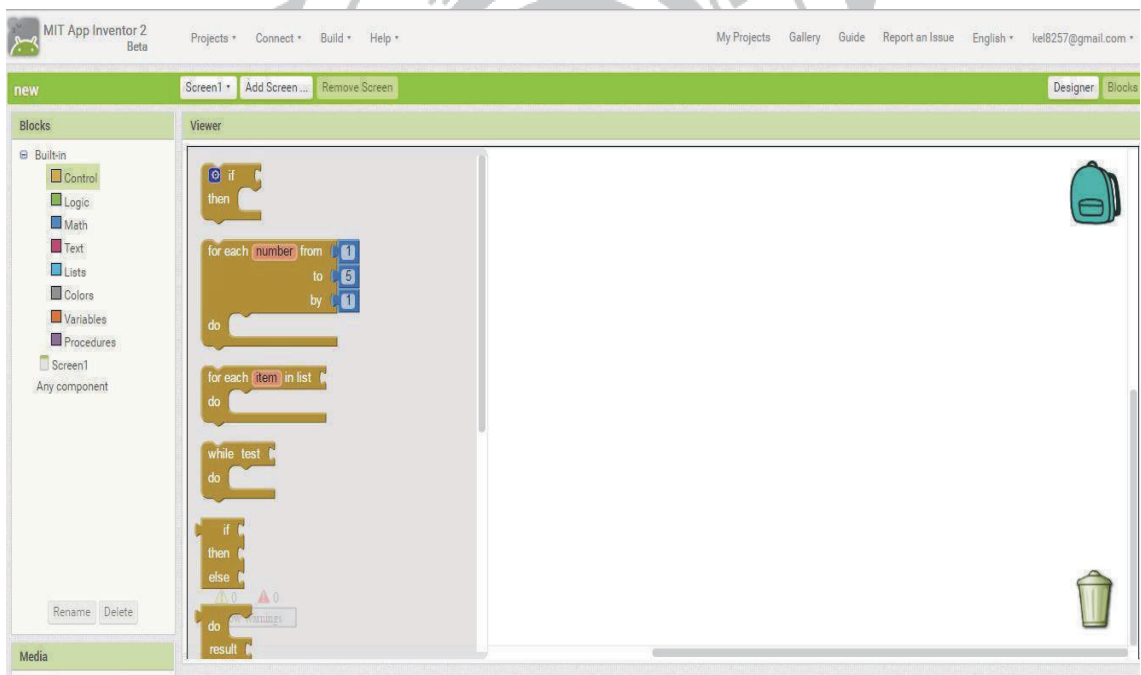 MIT App Inventor 2
Beta
Projects Connect Build Help
My Projects Gallery Guide Report an Issue English kel8257@gmail.com
new
Screen1 Add Screen ... Remove Screen
Designer Blocks
Blocks
Viewer
Built-in
Control
Logic
Math
Text
Lists
Colors
Variables
Procedures
Screen1
Any component
Rename Delete
Media
if
then
for each number from 1
to 5
by 1
do
for each item in list
do
while test
do
if
then
else
0 0
Warnings
do
result